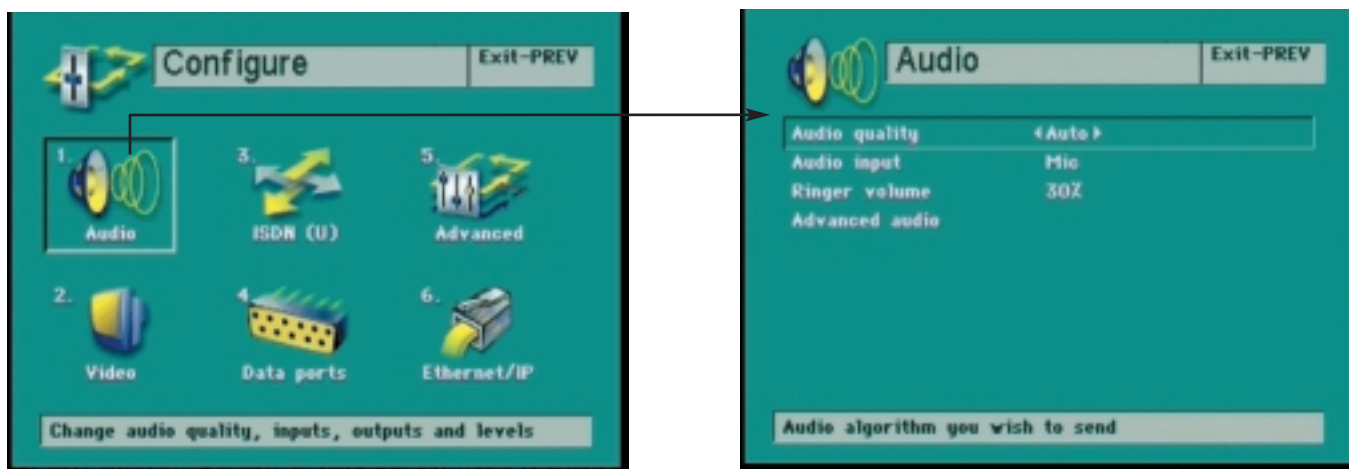 Configure
Exit-PREV
1.
Audio
3.
ISDN (U)
5.
Advanced
2.
Video
4.
Data ports
6.
Ethernet/IP
Change audio quality, inputs, outputs and levels
Audio
Exit-PREV
Audio quality Auto
Audio input Mic
Ringer volume 30%
Advanced audio
Audio algorithm you wish to send